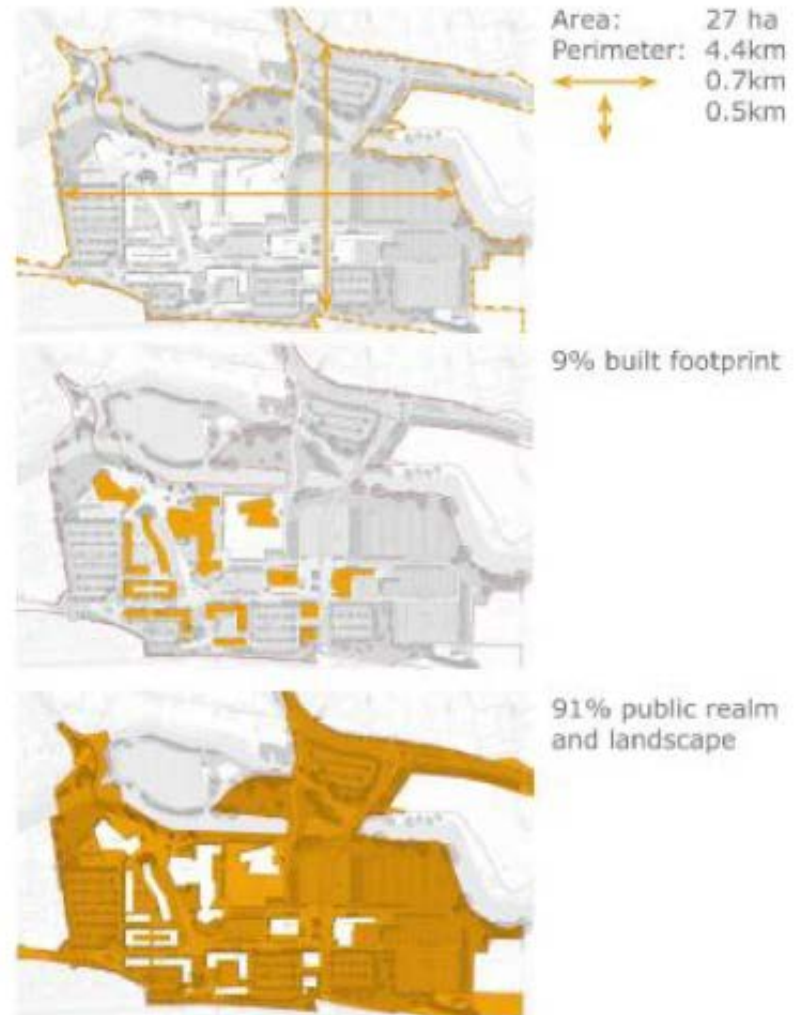 Area: 27 ha
Perimeter: 4.4km
0.7km
0.5km
9% built footprint
91% public realm
and landscape